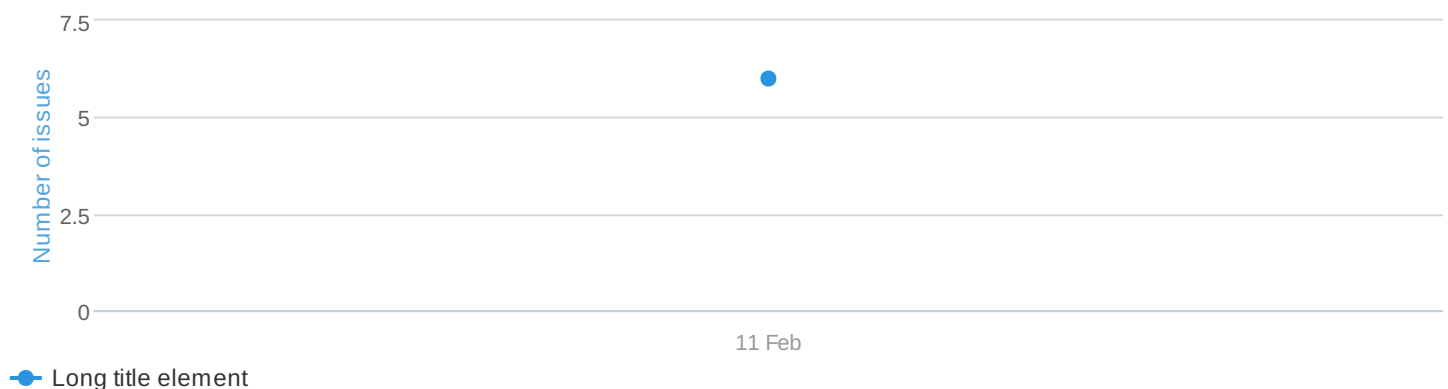 7.5
Number of issues
5
2.5
0
11 Feb
Long title element